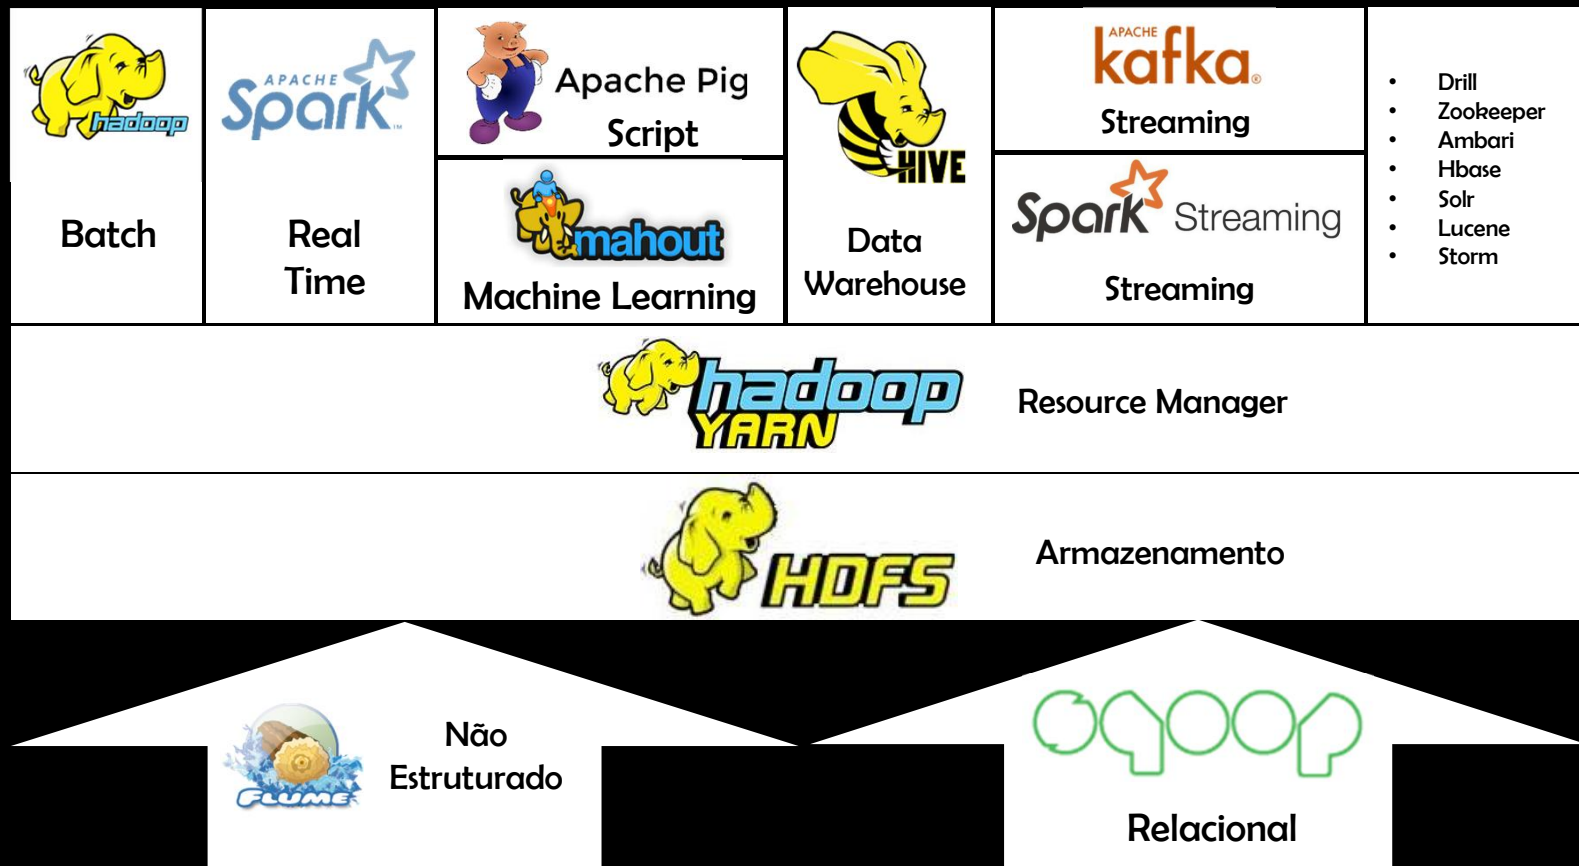 hadoop
Batch
APACHE
Spark™
Real
Time
Apache Pig
Script
mahout
Machine Learning
HIVE
Data
Warehouse
APACHE
kafka®
Streaming
Spark Streaming
Streaming
• Drill
• Zookeeper
• Ambari
• Hbase
• Solr
• Lucene
• Storm
hadoop
YARN
Resource Manager
HDFS
Armazenamento
FLUME
Não
Estruturado
sqoop
Relacional